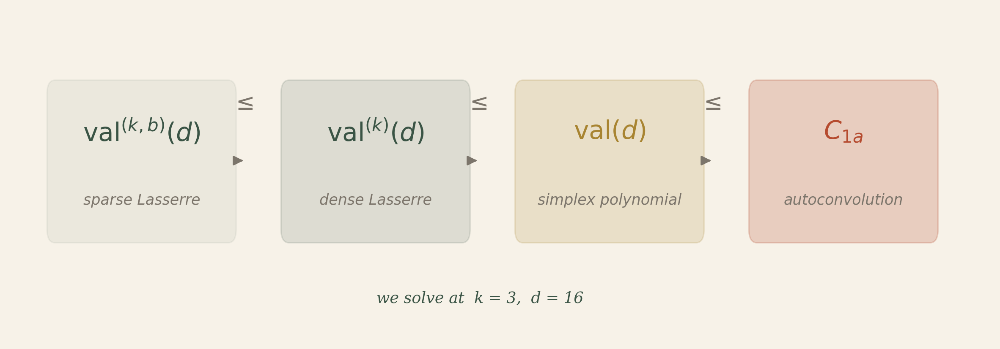 val^(k,b)(d) ≤ val^(k)(d) ≤ val(d) ≤ C_1a
sparse Lasserre dense Lasserre simplex polynomial autoconvolution
we solve at k = 3, d = 16